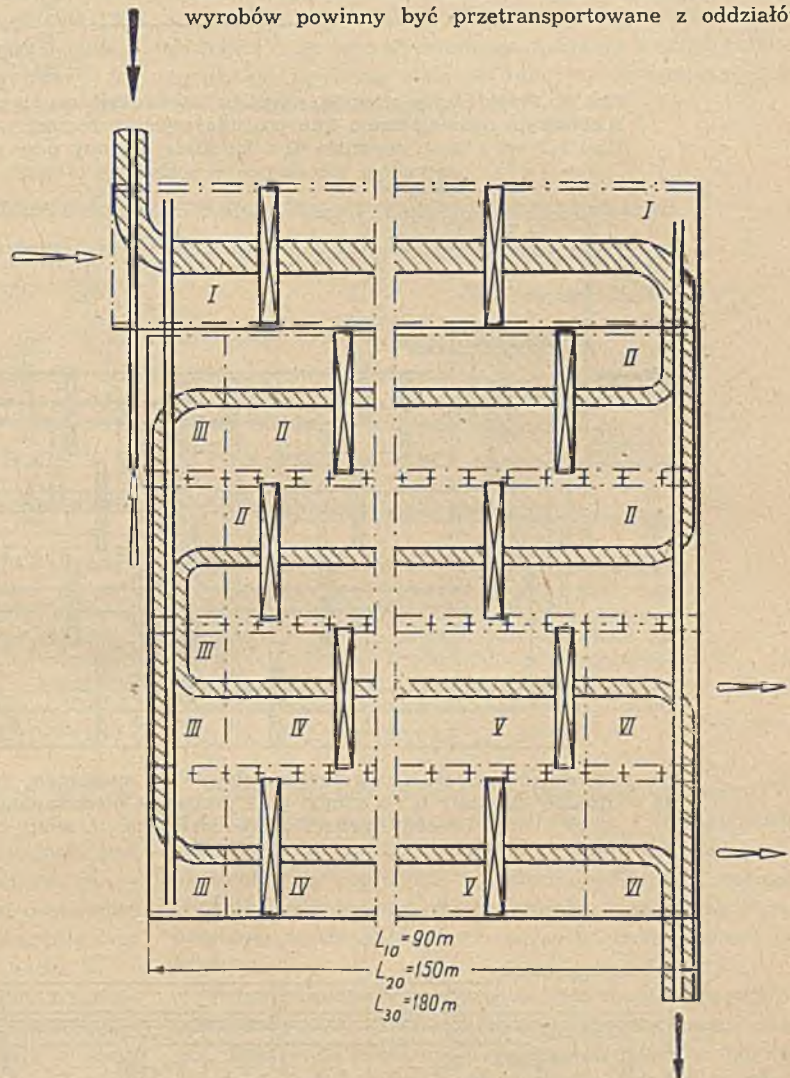 wyrobów powinny być przetransportowane z oddziałó
I
I
II
III II
II II
III
III IV V VI
III IV V VI
L10=90m
L20=150m
L30=180m